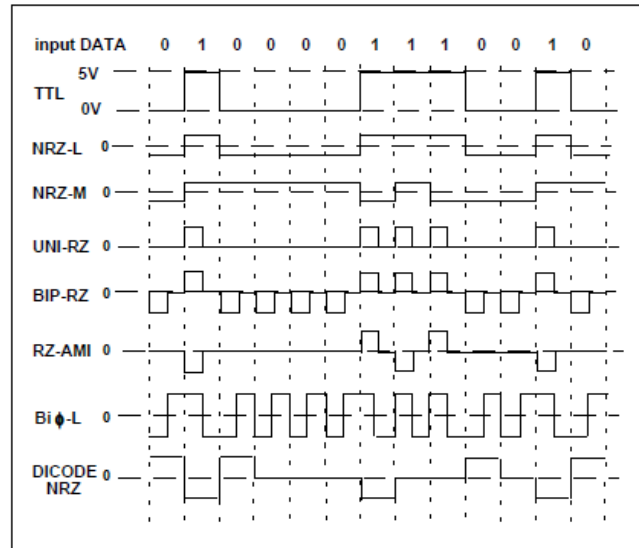 input DATA 0 1 0 0 0 0 1 1 1 0 0 1 0
5V
TTL
0V
NRZ-L 0
NRZ-M 0
UNI-RZ 0
BIP-RZ 0
RZ-AMI 0
Biϕ-L 0
DICODE 0
NRZ